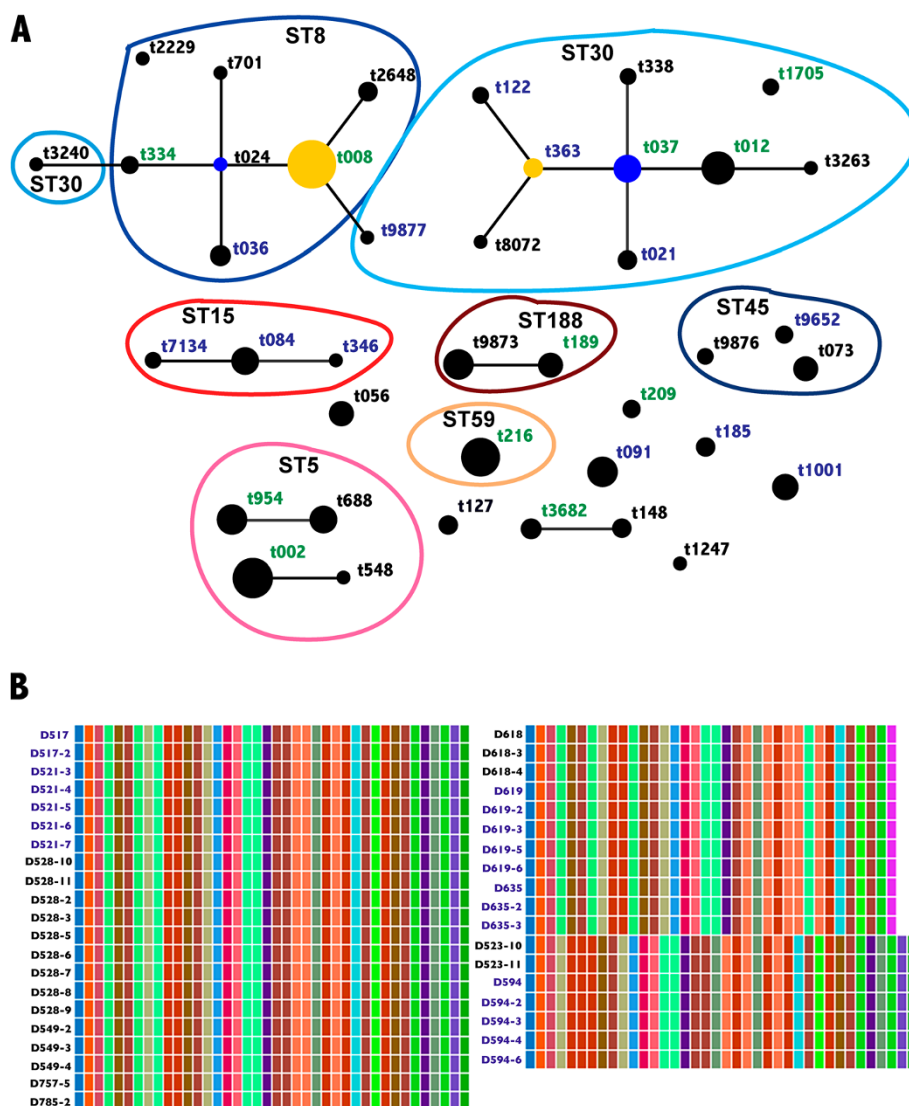 A
ST8
ST30
t2229
t701
t2648
t338
t1705
t122
t3240
t334
t024
t008
t363
t037
t012
t3263
ST30
t036
t9877
t8072
t021
ST15
ST188
ST45
t7134
t084
t346
t9873
t189
t9876
t9652
t073
t056
t209
ST59
t216
t091
t185
t1001
ST5
t954
t688
t127
t3682
t148
t002
t548
t1247
B
D517
D517-2
D521-3
D521-4
D521-5
D521-6
D521-7
D528-10
D528-11
D528-2
D528-3
D528-5
D528-6
D528-7
D528-8
D528-9
D549-2
D549-3
D549-4
D757-5
D785-2
D618
D618-3
D618-4
D619
D619-2
D619-3
D619-5
D619-6
D635
D635-2
D635-3
D523-10
D523-11
D594
D594-2
D594-3
D594-4
D594-6